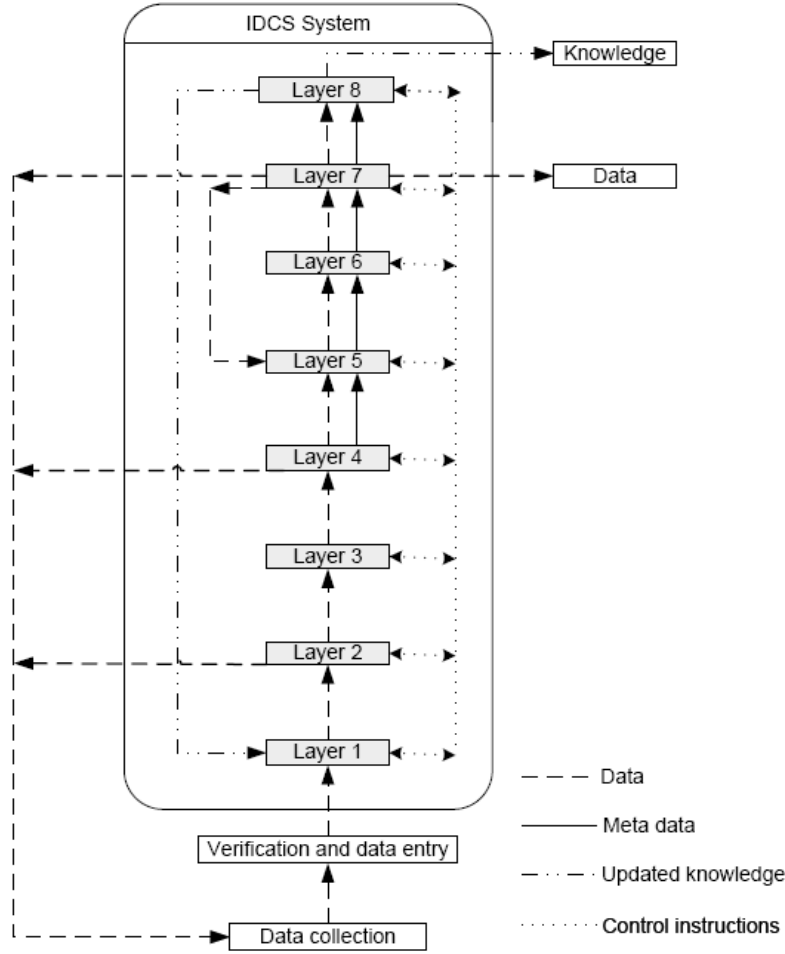 IDCS System
Knowledge
Layer 8
Layer 7
Data
Layer 6
Layer 5
Layer 4
Layer 3
Layer 2
Layer 1
Data
Meta data
Verification and data entry
Updated knowledge
Control instructions
Data collection